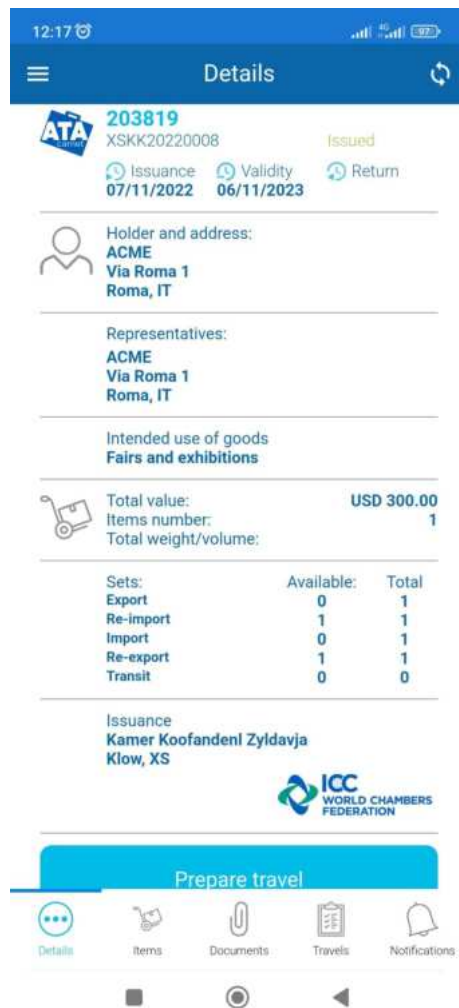 12:17
4G
97
Details
ATA
carnet
203819
XSKK20220008 Issued
Issuance Validity Return
07/11/2022 06/11/2023
Holder and address:
ACME
Via Roma 1
Roma, IT
Representatives:
ACME
Via Roma 1
Roma, IT
Intended use of goods
Fairs and exhibitions
Total value: USD 300.00
Items number: 1
Total weight/volume:
Sets: Available: Total
Export 0 1
Re-import 1 1
Import 0 1
Re-export 1 1
Transit 0 0
Issuance
Kamer Koofandenl Zyldavja
Klow, XS
ICC
WORLD CHAMBERS
FEDERATION
Prepare travel
Details Items Documents Travels Notifications